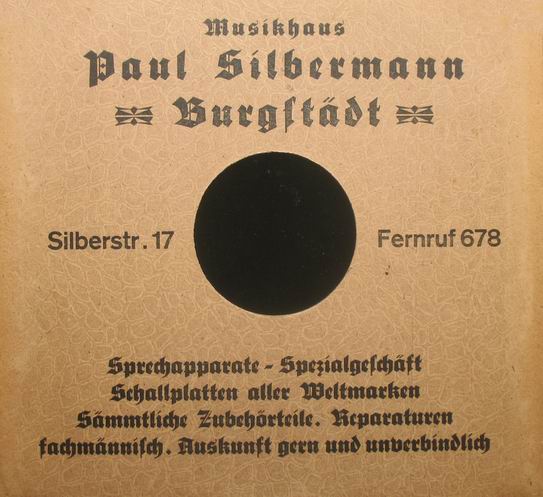 Musikhaus
Paul Silbermann
Burgſtädt
Silberstr. 17 Fernruf 678
Sprechapparate - Spezialgeſchäft
Schallplatten aller Weltmarken
Sämmtliche Zubehörteile. Reparaturen
fachmänniſch. Auskunft gern und unverbindlich